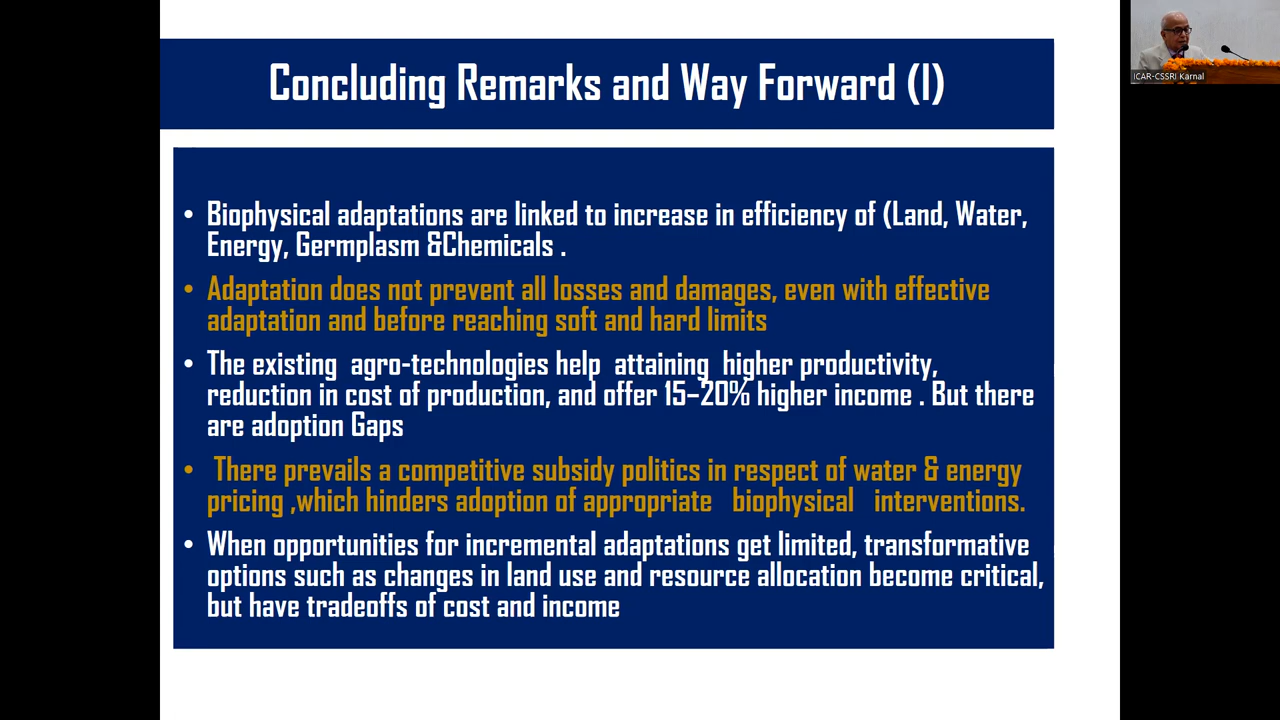 Concluding Remarks and Way Forward (I)
• Biophysical adaptations are linked to increase in efficiency of (Land, Water,
Energy, Germplasm &Chemicals .
• Adaptation does not prevent all losses and damages, even with effective
adaptation and before reaching soft and hard limits
• The existing agro-technologies help attaining higher productivity,
reduction in cost of production, and offer 15–20% higher income . But there
are adoption Gaps
• There prevails a competitive subsidy politics in respect of water & energy
pricing ,which hinders adoption of appropriate biophysical interventions.
• When opportunities for incremental adaptations get limited, transformative
options such as changes in land use and resource allocation become critical,
but have tradeoffs of cost and income
ICAR-CSSRI Karnal